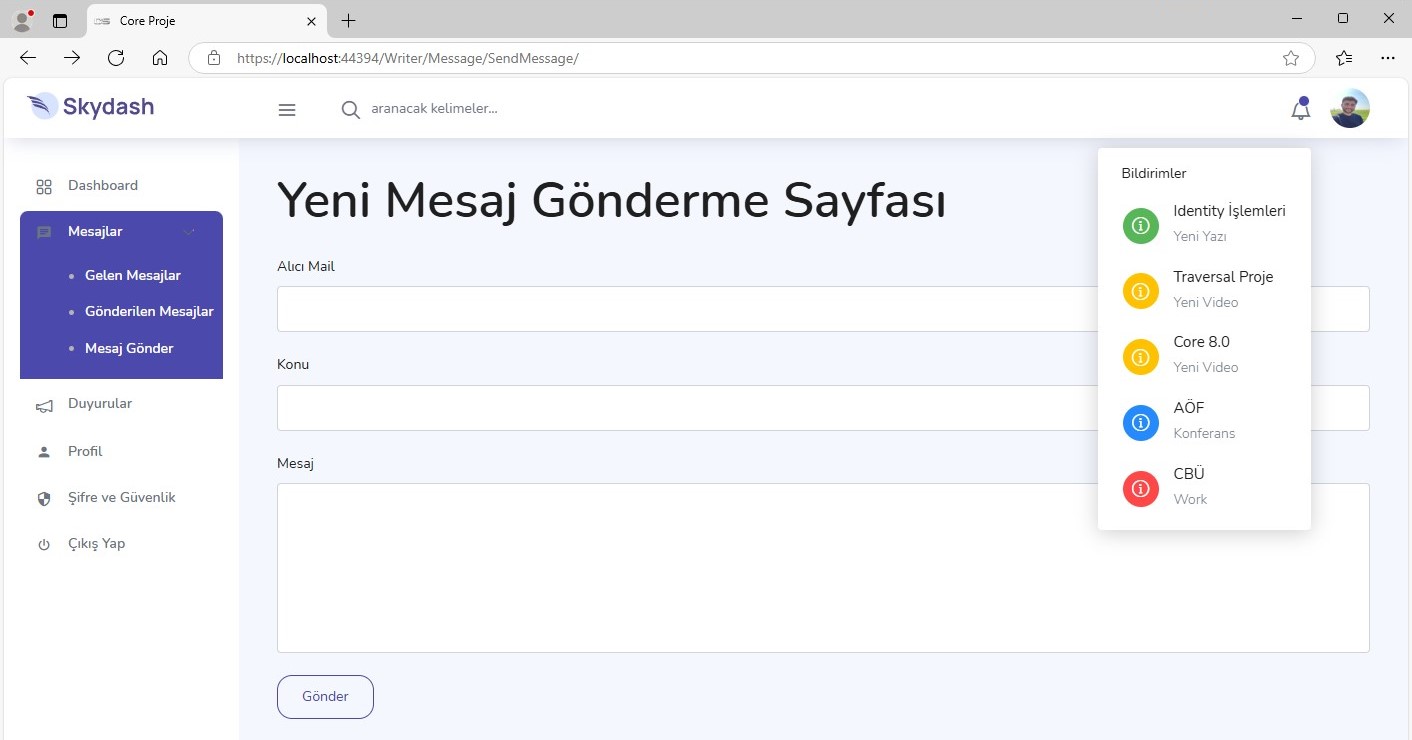 Core Proje
https://localhost:44394/Writer/Message/SendMessage/
Skydash
aranacak kelimeler...
Dashboard
Mesajlar
Gelen Mesajlar
Gönderilen Mesajlar
Mesaj Gönder
Duyurular
Profil
Şifre ve Güvenlik
Çıkış Yap
Yeni Mesaj Gönderme Sayfası
Alıcı Mail
Konu
Mesaj
Gönder
Bildirimler
Identity İşlemleri
Yeni Yazı
Traversal Proje
Yeni Video
Core 8.0
Yeni Video
AÖF
Konferans
CBÜ
Work